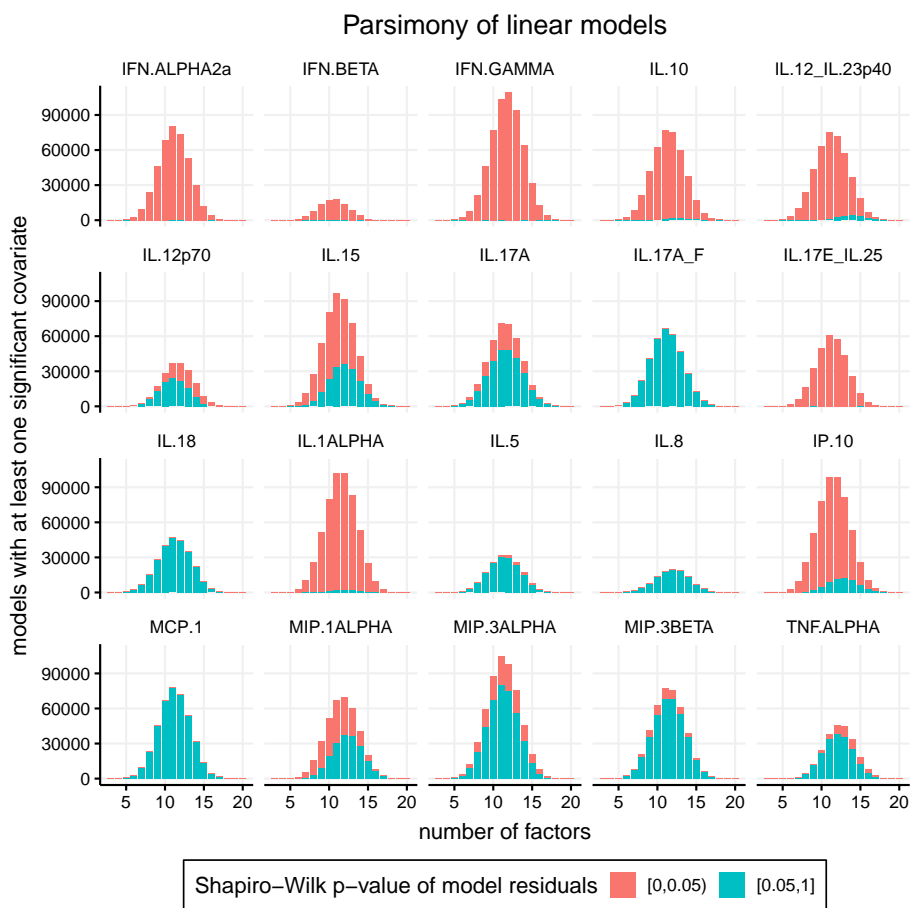 Parsimony of linear models
IFN.ALPHA2a IFN.BETA IFN.GAMMA IL.10 IL.12_IL.23p40
90000
60000
30000
0
IL.12p70 IL.15 IL.17A IL.17A_F IL.17E_IL.25
90000
60000
30000
0
IL.18 IL.1ALPHA IL.5 IL.8 IP.10
90000
60000
30000
0
MCP.1 MIP.1ALPHA MIP.3ALPHA MIP.3BETA TNF.ALPHA
90000
60000
30000
0
5 10 15 20 5 10 15 20 5 10 15 20 5 10 15 20 5 10 15 20
models with at least one significant covariate
number of factors
Shapiro−Wilk p−value of model residuals [0,0.05) [0.05,1]